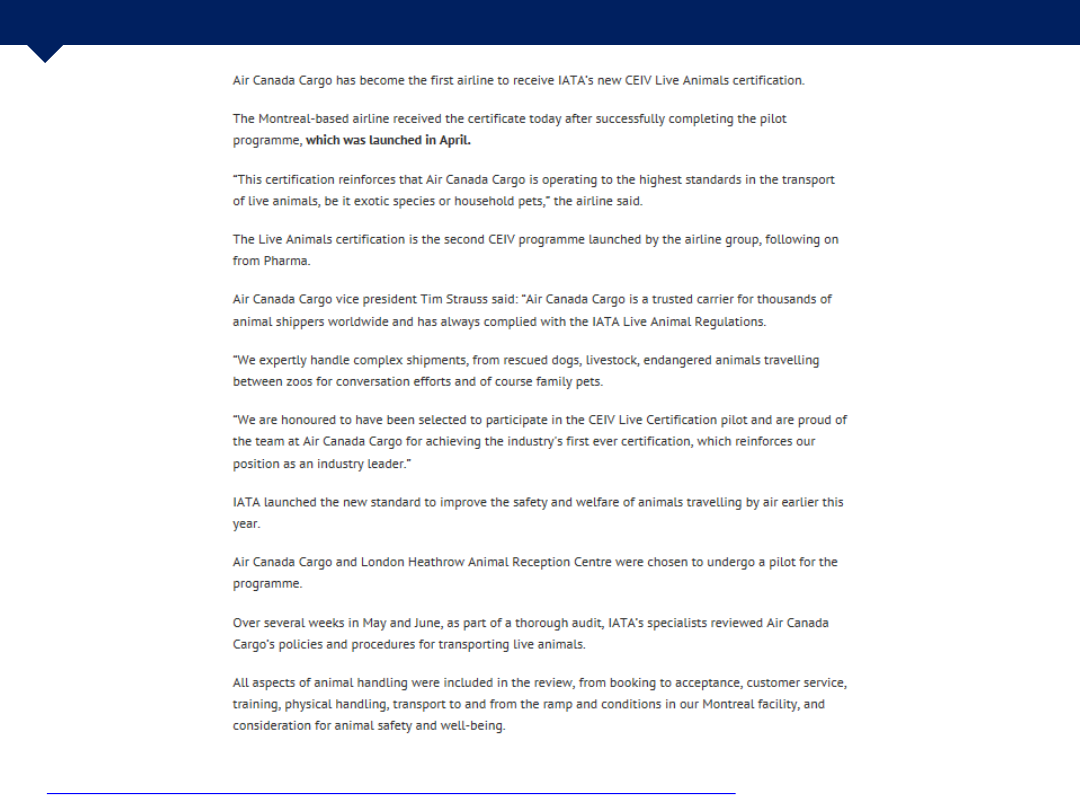 Air Canada Cargo has become the first airline to receive IATA's new CEIV Live Animals certification.
The Montreal-based airline received the certificate today after successfully completing the pilot
programme, which was launched in April.
“This certification reinforces that Air Canada Cargo is operating to the highest standards in the transport
of live animals, be it exotic species or household pets,” the airline said.
The Live Animals certification is the second CEIV programme launched by the airline group, following on
from Pharma.
Air Canada Cargo vice president Tim Strauss said: “Air Canada Cargo is a trusted carrier for thousands of
animal shippers worldwide and has always complied with the IATA Live Animal Regulations.
“We expertly handle complex shipments, from rescued dogs, livestock, endangered animals travelling
between zoos for conversation efforts and of course family pets.
“We are honoured to have been selected to participate in the CEIV Live Certification pilot and are proud of
the team at Air Canada Cargo for achieving the industry's first ever certification, which reinforces our
position as an industry leader.”
IATA launched the new standard to improve the safety and welfare of animals travelling by air earlier this
year.
Air Canada Cargo and London Heathrow Animal Reception Centre were chosen to undergo a pilot for the
programme.
Over several weeks in May and June, as part of a thorough audit, IATA's specialists reviewed Air Canada
Cargo's policies and procedures for transporting live animals.
All aspects of animal handling were included in the review, from booking to acceptance, customer service,
training, physical handling, transport to and from the ramp and conditions in our Montreal facility, and
consideration for animal safety and well-being.